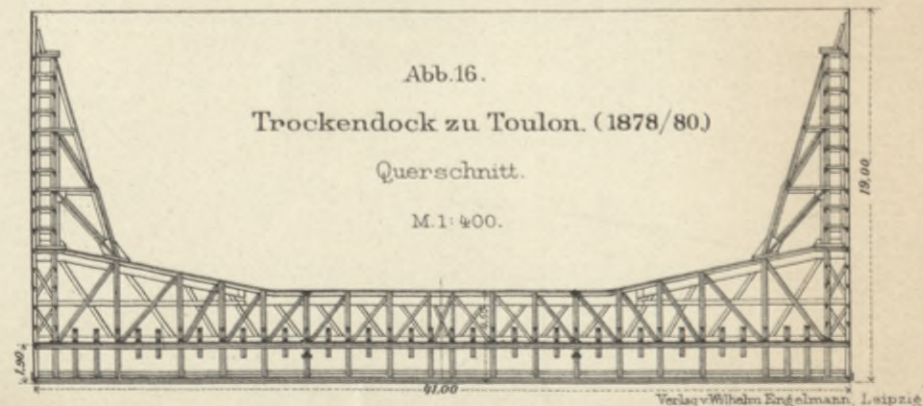 Abb.16.
Trockendock zu Toulon. (1878/80.)
Querschnitt.
M.1:400.
19,00
1,90
41,00
Verlag v Wilhelm Engelmann, Leipzig